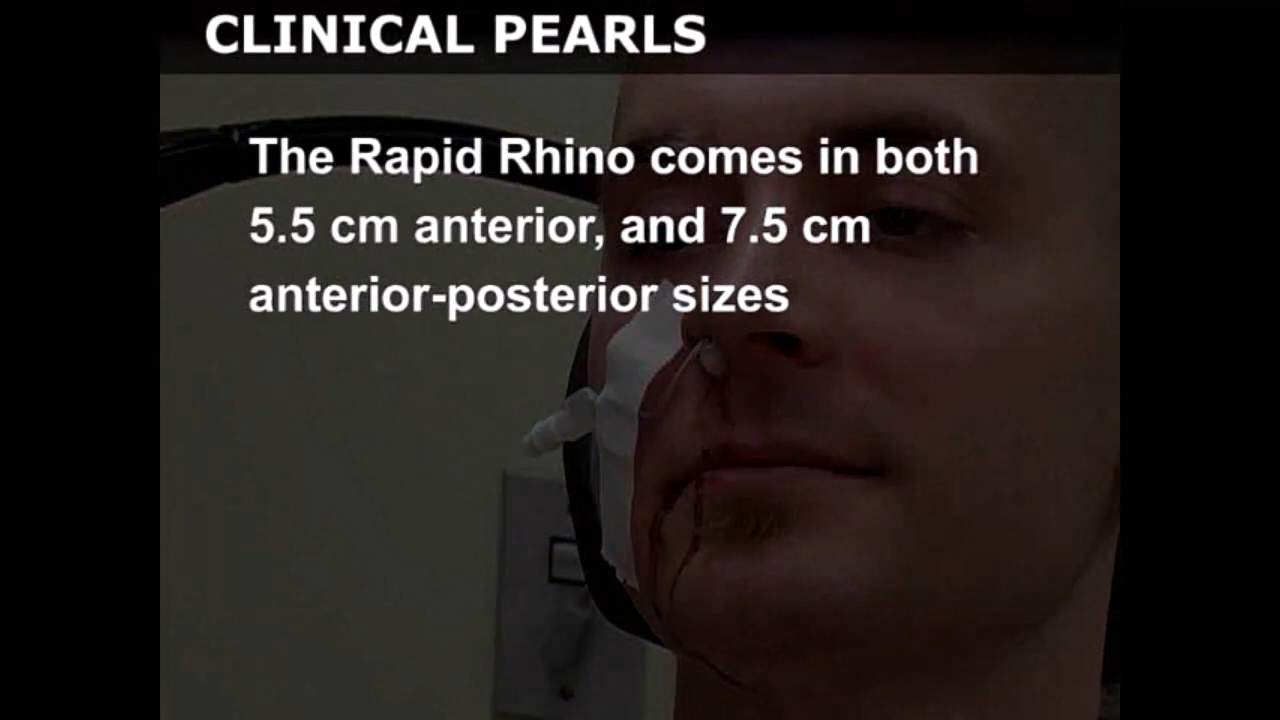 CLINICAL PEARLS
The Rapid Rhino comes in both
5.5 cm anterior, and 7.5 cm
anterior-posterior sizes